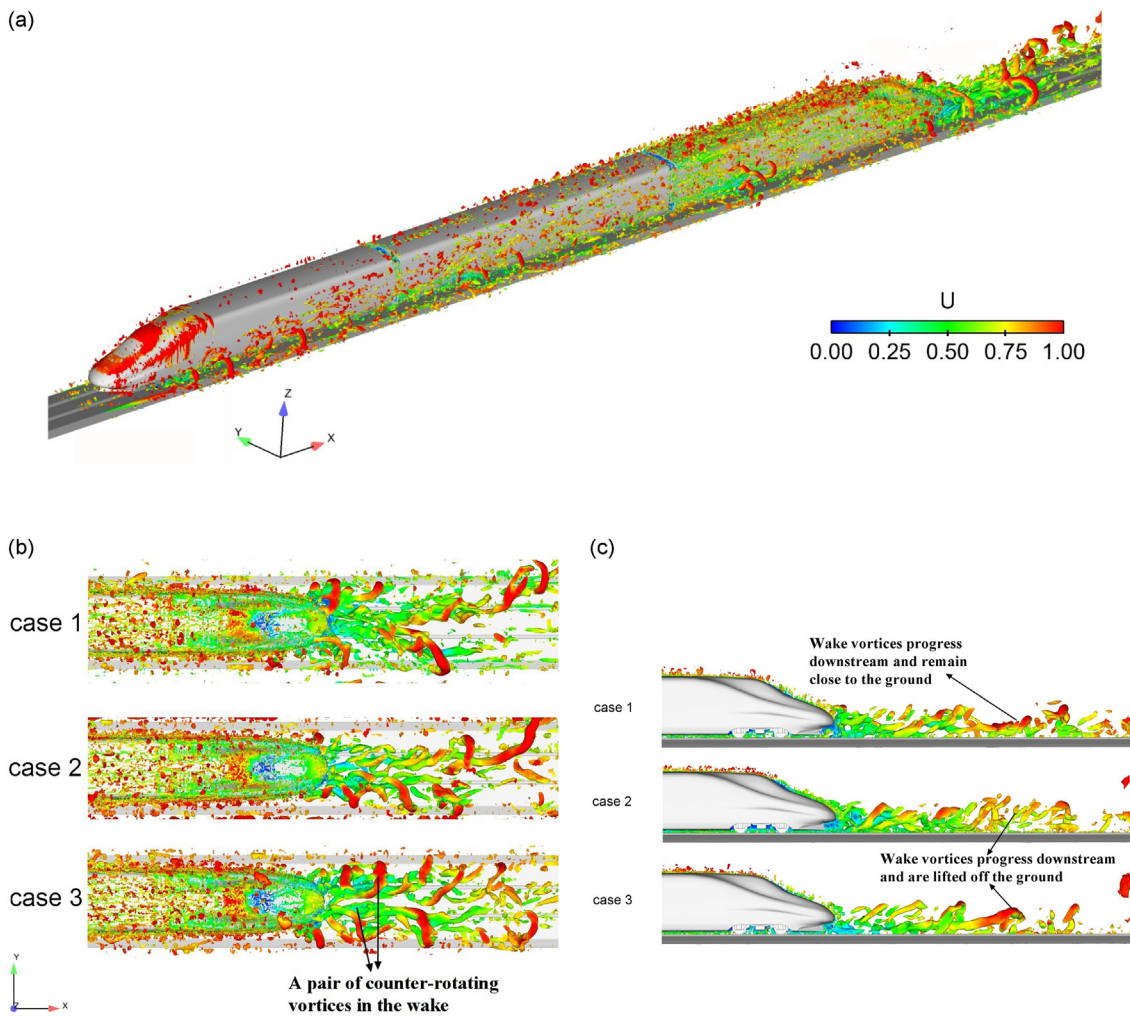 (a)
U
0.00 0.25 0.50 0.75 1.00
Z
Y
X
(b)
case 1
case 2
case 3
A pair of counter-rotating
vortices in the wake
Y
Z
X
(c)
Wake vortices progress
downstream and remain
close to the ground
case 1
case 2
Wake vortices progress downstream
and are lifted off the ground
case 3